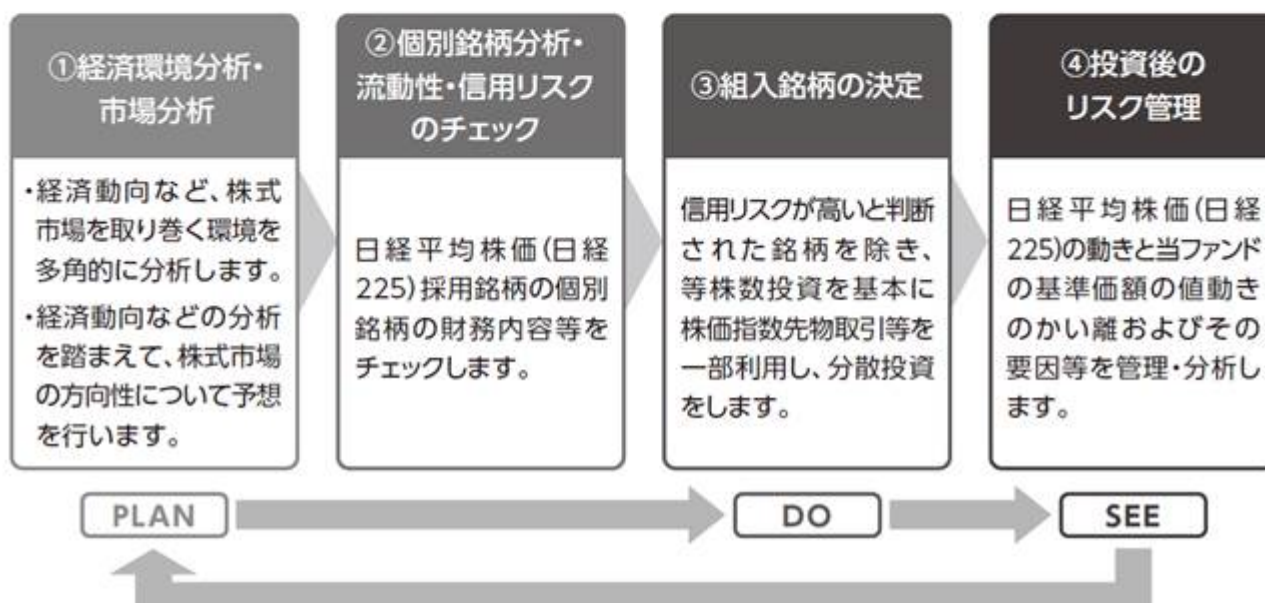 ①経済環境分析・
市場分析
・経済動向など、株式
市場を取り巻く環境を
多角的に分析します。
・経済動向などの分析
を踏まえて、株式市場
の方向性について予想
を行います。
②個別銘柄分析・
流動性・信用リスク
のチェック
日経平均株価(日経
225)採用銘柄の個別
銘柄の財務内容等を
チェックします。
③組入銘柄の決定
信用リスクが高いと判断
された銘柄を除き、
等株数投資を基本に
株価指数先物取引等を
一部利用し、分散投資
をします。
④投資後の
リスク管理
日経平均株価(日経
225)の動きと当ファンド
の基準価額の値動き
のかい離およびその
要因等を管理・分析し
ます。
PLAN
DO
SEE